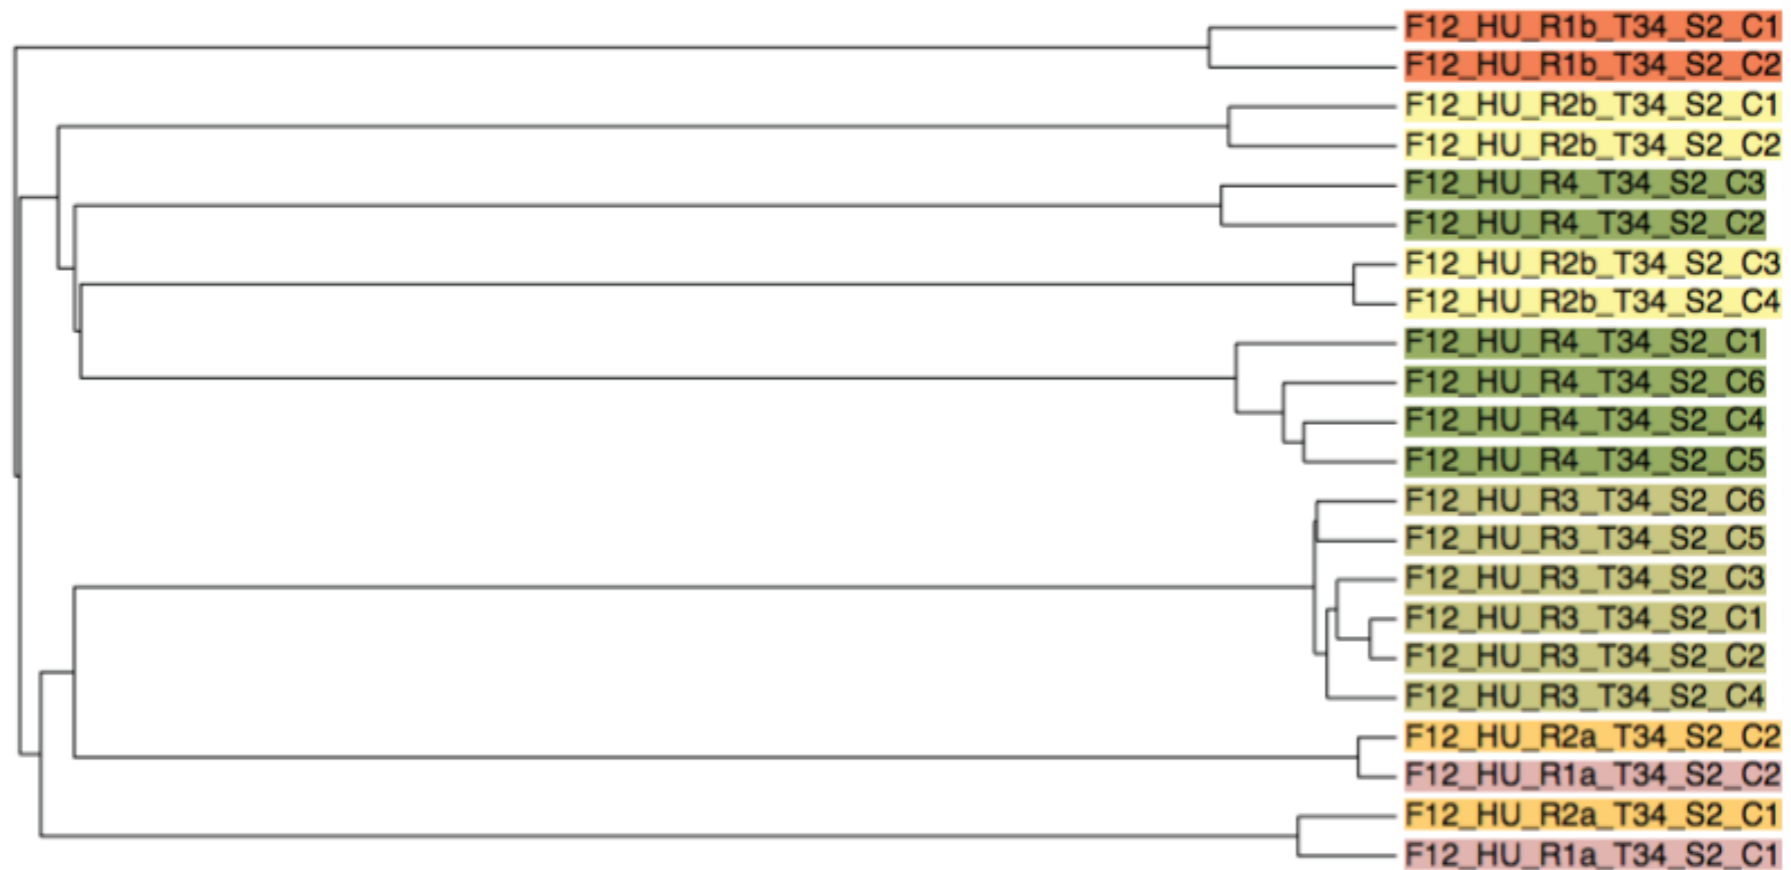 F12_HU_R1b_T34_S2_C1
F12_HU_R1b_T34_S2_C2
F12_HU_R2b_T34_S2_C1
F12_HU_R2b_T34_S2_C2
F12_HU_R4_T34_S2_C3
F12_HU_R4_T34_S2_C2
F12_HU_R2b_T34_S2_C3
F12_HU_R2b_T34_S2_C4
F12_HU_R4_T34_S2_C1
F12_HU_R4_T34_S2_C6
F12_HU_R4_T34_S2_C4
F12_HU_R4_T34_S2_C5
F12_HU_R3_T34_S2_C6
F12_HU_R3_T34_S2_C5
F12_HU_R3_T34_S2_C3
F12_HU_R3_T34_S2_C1
F12_HU_R3_T34_S2_C2
F12_HU_R3_T34_S2_C4
F12_HU_R2a_T34_S2_C2
F12_HU_R1a_T34_S2_C2
F12_HU_R2a_T34_S2_C1
F12_HU_R1a_T34_S2_C1